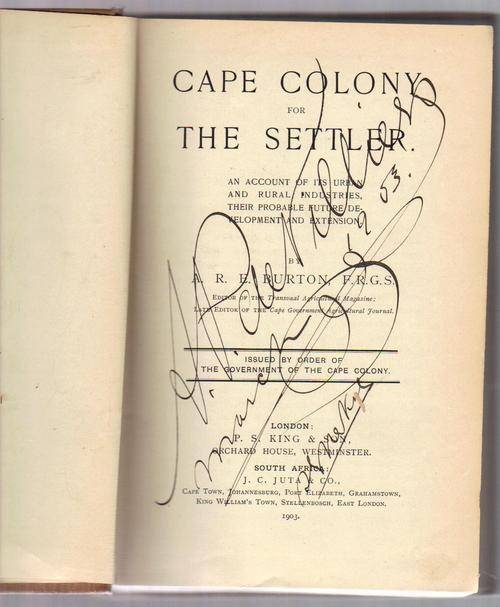 CAPE COLONY
FOR
THE SETTLER.
AN ACCOUNT OF ITS URBAN
AND RURAL INDUSTRIES,
THEIR PROBABLE FUTURE DE-
VELOPMENT AND EXTENSION.
BY
A. R. E. BURTON, F.R.G.S.
EDITOR OF THE Transvaal Agricultural Magazine;
LATE EDITOR OF THE Cape Government Agricultural Journal.
ISSUED BY ORDER OF
THE GOVERNMENT OF THE CAPE COLONY.
LONDON:
P. S. KING & SON,
ORCHARD HOUSE, WESTMINSTER.
SOUTH AFRICA:
J. C. JUTA & CO.,
CAPE TOWN, JOHANNESBURG, PORT ELIZABETH, GRAHAMSTOWN,
KING WILLIAM'S TOWN, STELLENBOSCH, EAST LONDON.
1903.